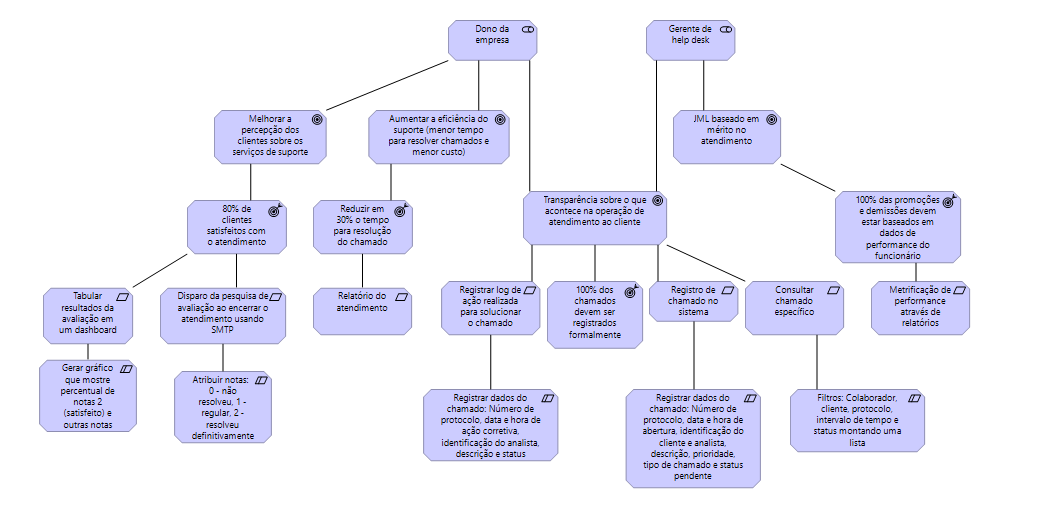 Dono da
empresa
Gerente de
help desk
Melhorar a
percepção dos
clientes sobre os
serviços de suporte
Aumentar a eficiência do
suporte (menor tempo
para resolver chamados e
menor custo)
JML baseado em
mérito no
atendimento
80% de
clientes
satisfeitos com
o atendimento
Reduzir em
30% o tempo
para resolução
do chamado
Transparência sobre o que
acontece na operação de
atendimento ao cliente
100% das promoções
e demissões devem
estar baseados em
dados de
performance do
funcionário
Tabular
resultados da
avaliação em
um dashboard
Disparo da pesquisa de
avaliação ao encerrar o
atendimento usando
SMTP
Relatório do
atendimento
Registrar log de
ação realizada
para solucionar
o chamado
100% dos
chamados
devem ser
registrados
formalmente
Registro de
chamado no
sistema
Consultar
chamado
específico
Metrificação de
performance
através de
relatórios
Gerar gráfico
que mostre
percentual de
notas 2
(satisfeito) e
outras notas
Atribuir notas:
0 - não
resolveu, 1 -
regular, 2 -
resolveu
definitivamente
Registrar dados do
chamado: Número de
protocolo, data e hora de
ação corretiva,
identificação do analista,
descrição e status
Registrar dados do
chamado: Número de
protocolo, data e hora de
abertura, identificação do
cliente e analista,
descrição, prioridade,
tipo de chamado e status
pendente
Filtros: Colaborador,
cliente, protocolo,
intervalo de tempo e
status montando uma
lista